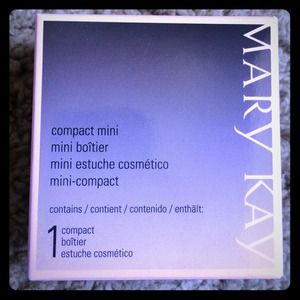 MARY KAY
compact mini
mini boîtier
mini estuche cosmético
mini-compact
contains / contient / contenido / enthält:
1 compact
boîtier
estuche cosmético